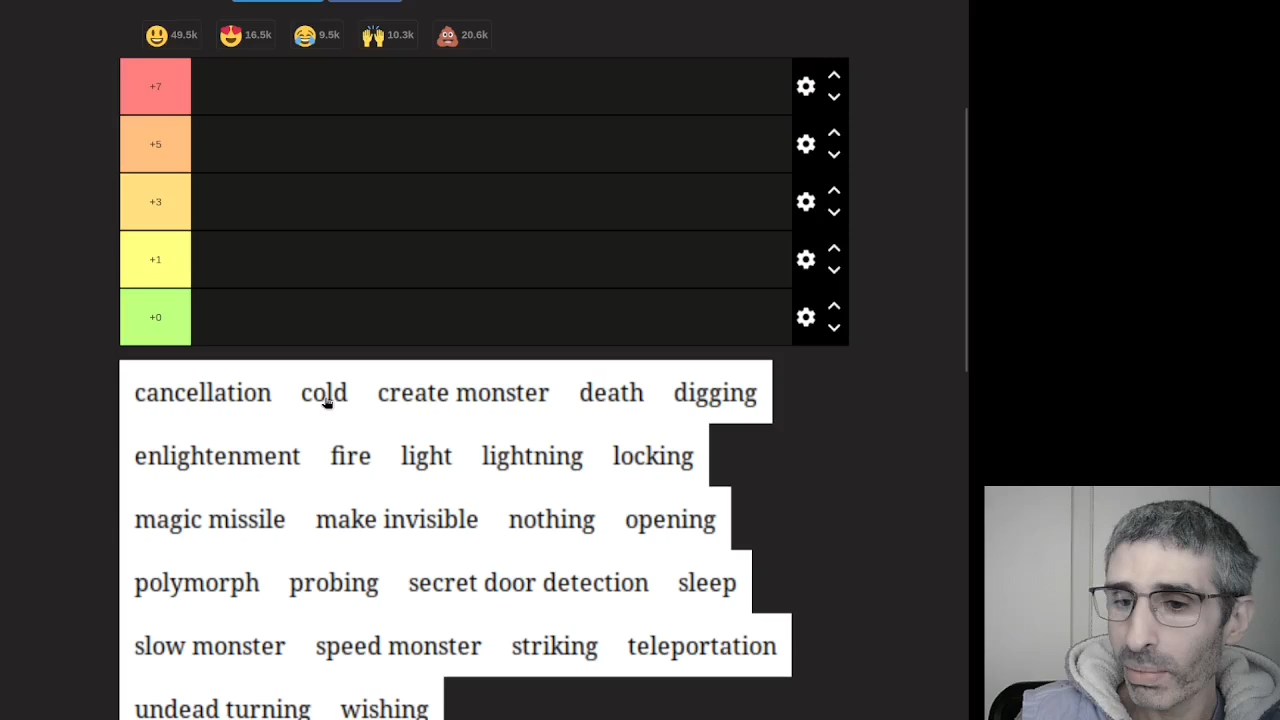 49.5k 16.5k 9.5k 10.3k 20.6k
+7
+5
+3
+1
+0
cancellation cold create monster death digging
enlightenment fire light lightning locking
magic missile make invisible nothing opening
polymorph probing secret door detection sleep
slow monster speed monster striking teleportation
undead turning wishing